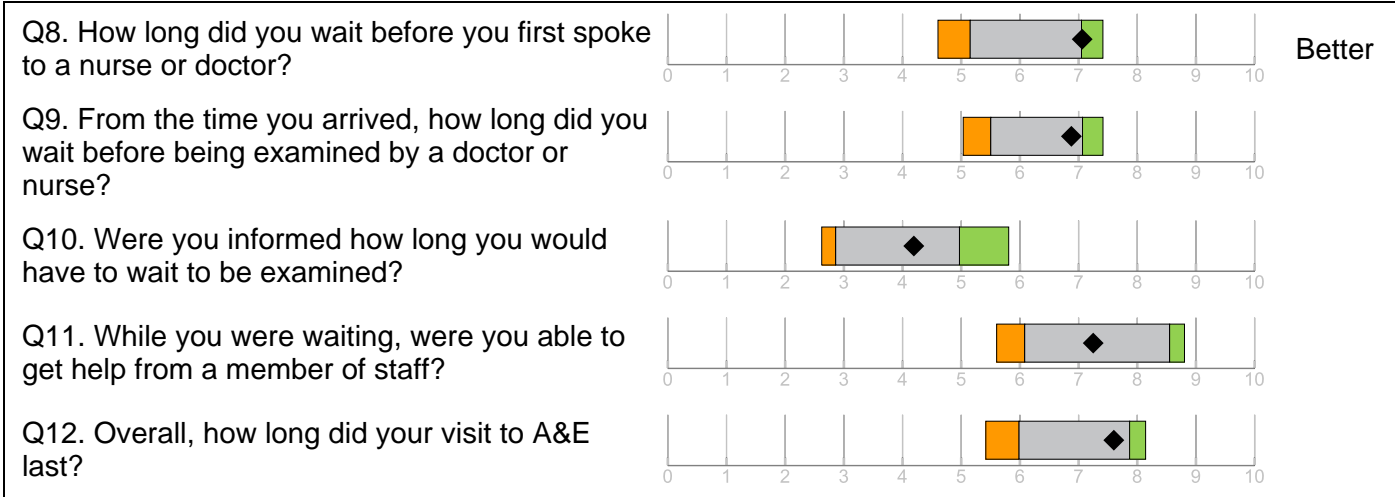 Q8. How long did you wait before you first spoke
to a nurse or doctor?
Better
0 1 2 3 4 5 6 7 8 9 10
Q9. From the time you arrived, how long did you
wait before being examined by a doctor or
nurse?
0 1 2 3 4 5 6 7 8 9 10
Q10. Were you informed how long you would
have to wait to be examined?
0 1 2 3 4 5 6 7 8 9 10
Q11. While you were waiting, were you able to
get help from a member of staff?
0 1 2 3 4 5 6 7 8 9 10
Q12. Overall, how long did your visit to A&E
last?
0 1 2 3 4 5 6 7 8 9 10